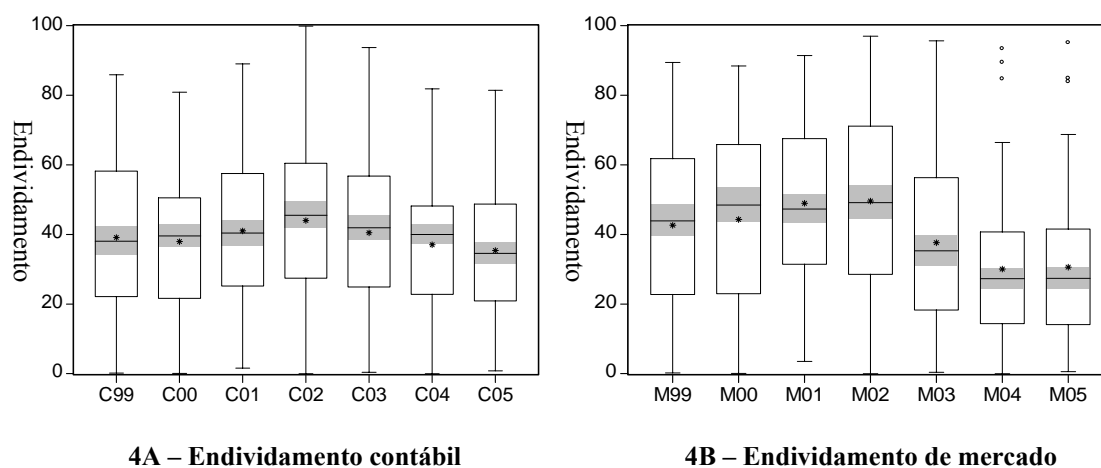 100
80
60
40
20
0
Endividamento
C99 C00 C01 C02 C03 C04 C05
4A – Endividamento contábil
100
80
60
40
20
0
Endividamento
M99 M00 M01 M02 M03 M04 M05
4B – Endividamento de mercado